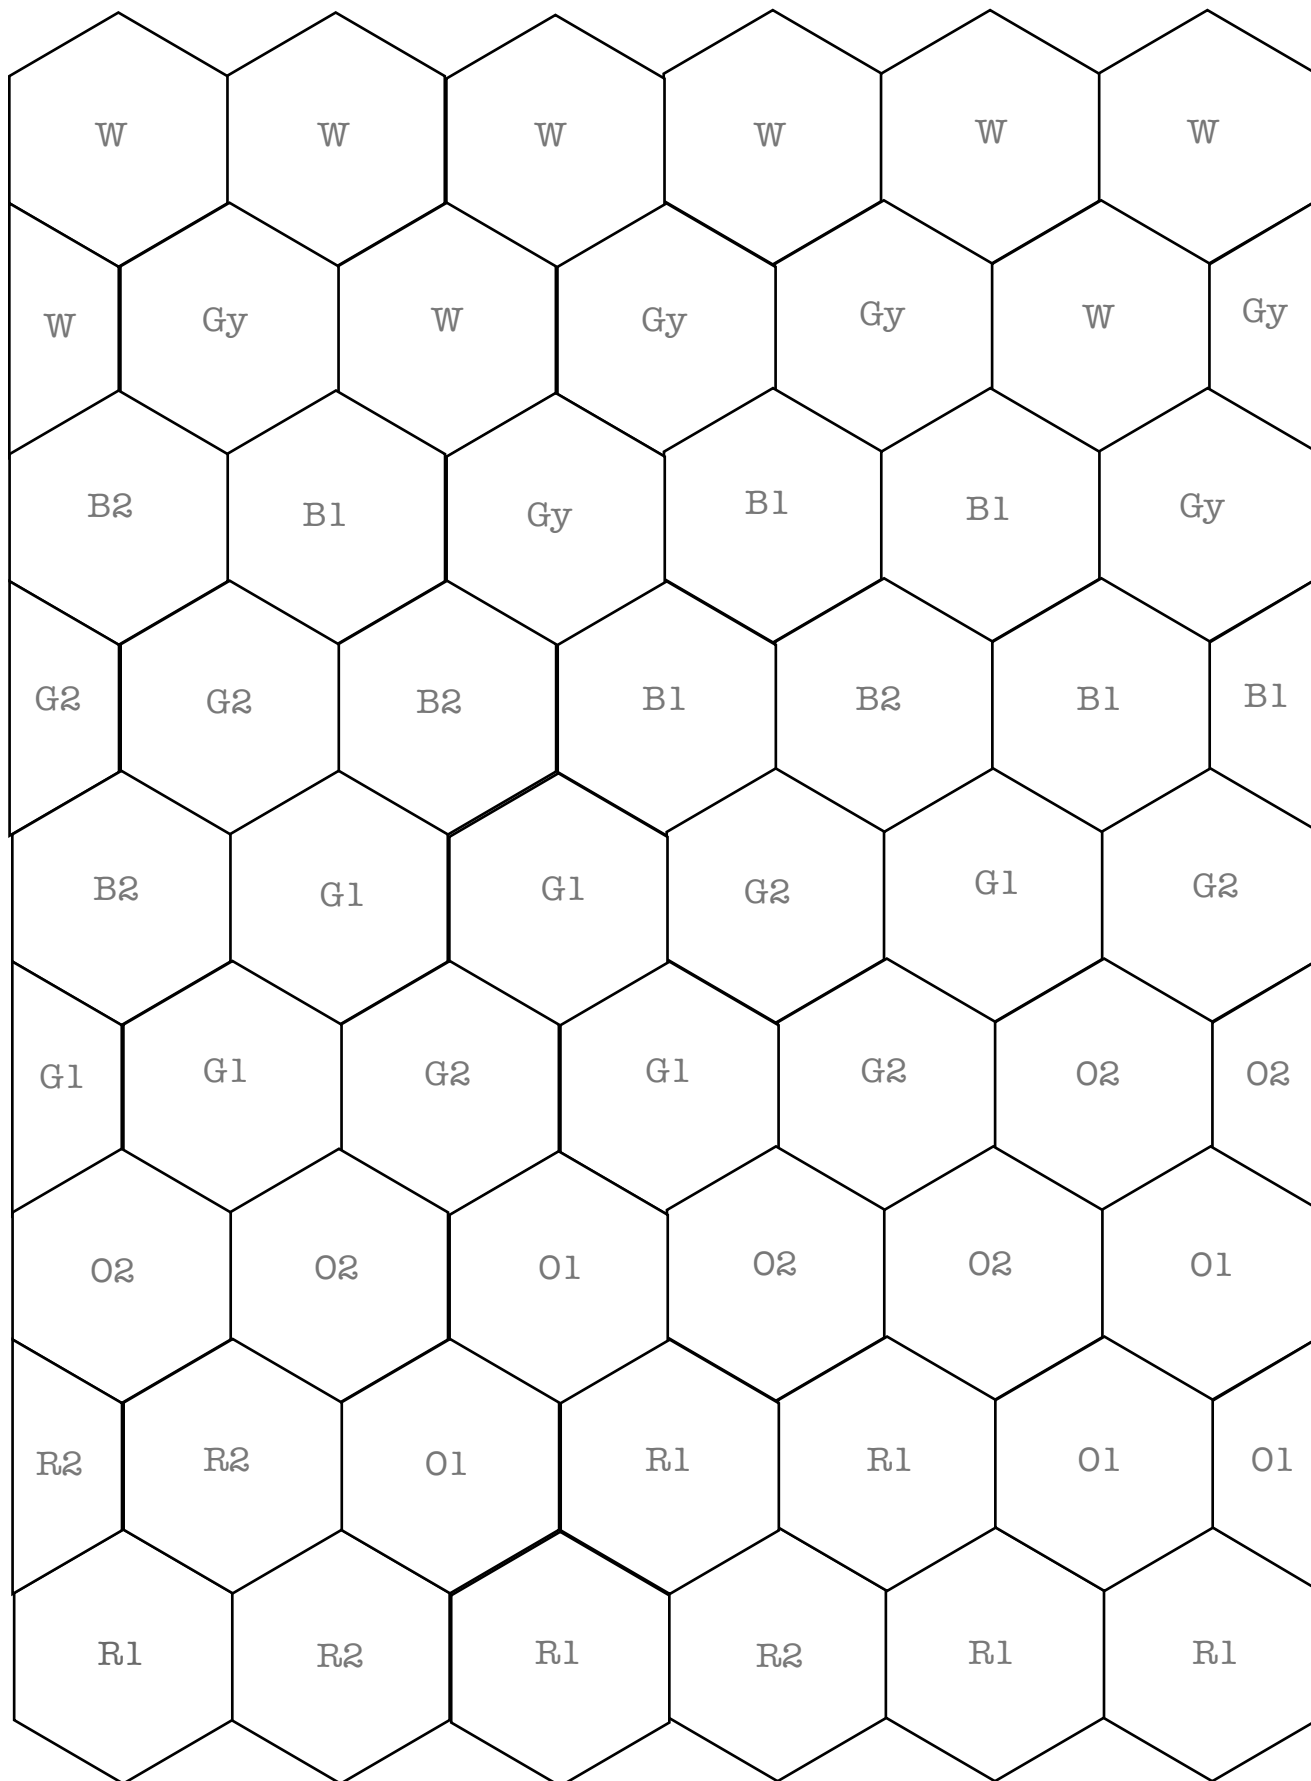 W W W W W W
W Gy W Gy Gy W Gy
B2 B1 Gy B1 B1 Gy
G2 G2 B2 B1 B2 B1 B1
B2 G1 G1 G2 G1 G2
G1 G1 G2 G1 G2 O2 O2
O2 O2 O1 O2 O2 O1
R2 R2 O1 R1 R1 O1 O1
R1 R2 R1 R2 R1 R1